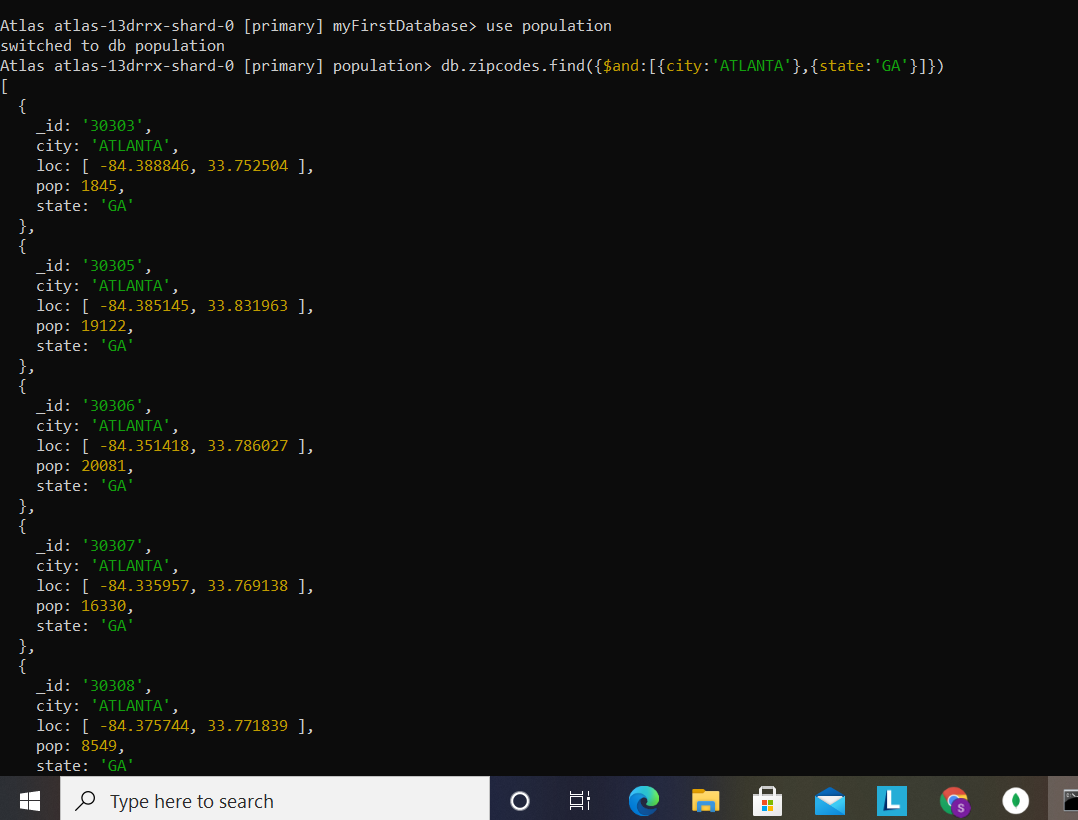 Atlas atlas-13drrx-shard-0 [primary] myFirstDatabase> use population
switched to db population
Atlas atlas-13drrx-shard-0 [primary] population> db.zipcodes.find({$and:[{city:'ATLANTA'},{state:'GA'}]})
[
  {
    _id: '30303',
    city: 'ATLANTA',
    loc: [ -84.388846, 33.752504 ],
    pop: 1845,
    state: 'GA'
  },
  {
    _id: '30305',
    city: 'ATLANTA',
    loc: [ -84.385145, 33.831963 ],
    pop: 19122,
    state: 'GA'
  },
  {
    _id: '30306',
    city: 'ATLANTA',
    loc: [ -84.351418, 33.786027 ],
    pop: 20081,
    state: 'GA'
  },
  {
    _id: '30307',
    city: 'ATLANTA',
    loc: [ -84.335957, 33.769138 ],
    pop: 16330,
    state: 'GA'
  },
  {
    _id: '30308',
    city: 'ATLANTA',
    loc: [ -84.375744, 33.771839 ],
    pop: 8549,
    state: 'GA'
Type here to search
L
S